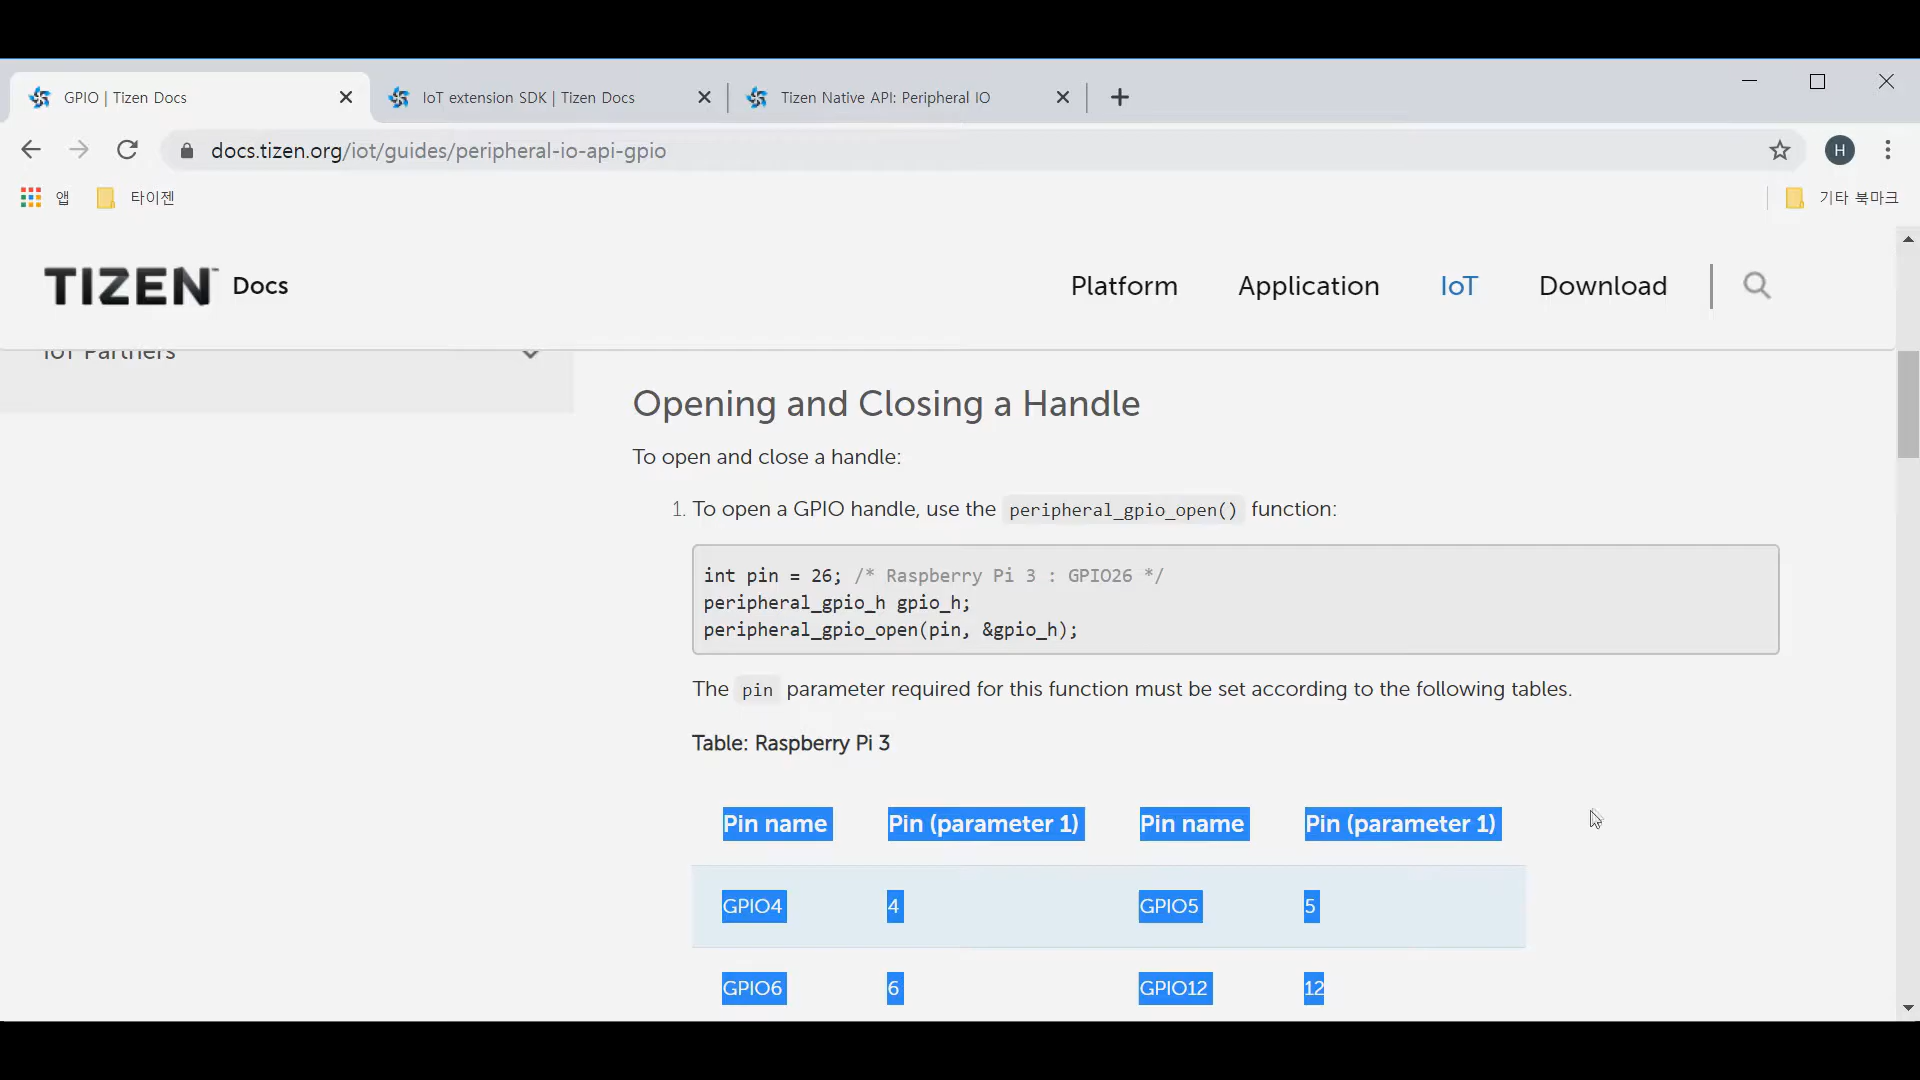 GPIO | Tizen Docs
IoT extension SDK | Tizen Docs
Tizen Native API: Peripheral IO
docs.tizen.org/iot/guides/peripheral-io-api-gpio
H
앱
타이젠
기타 북마크
TIZEN™ Docs
Platform Application IoT Download
IoT Partners
Opening and Closing a Handle
To open and close a handle:
1. To open a GPIO handle, use the peripheral_gpio_open() function:
int pin = 26; /* Raspberry Pi 3 : GPIO26 */
peripheral_gpio_h gpio_h;
peripheral_gpio_open(pin, &gpio_h);
The pin parameter required for this function must be set according to the following tables.
Table: Raspberry Pi 3
Pin name Pin (parameter 1) Pin name Pin (parameter 1)
GPIO4 4 GPIO5 5
GPIO6 6 GPIO12 12